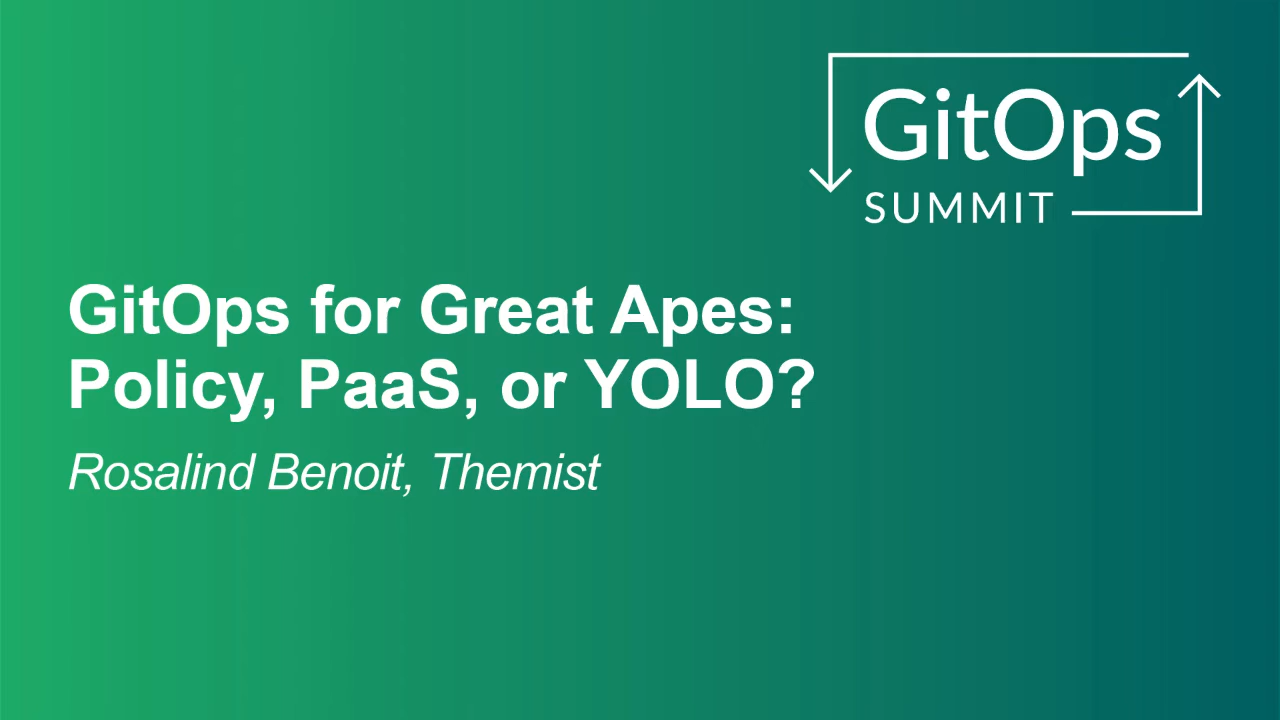 GitOps
SUMMIT
GitOps for Great Apes:
Policy, PaaS, or YOLO?
Rosalind Benoit, Themist